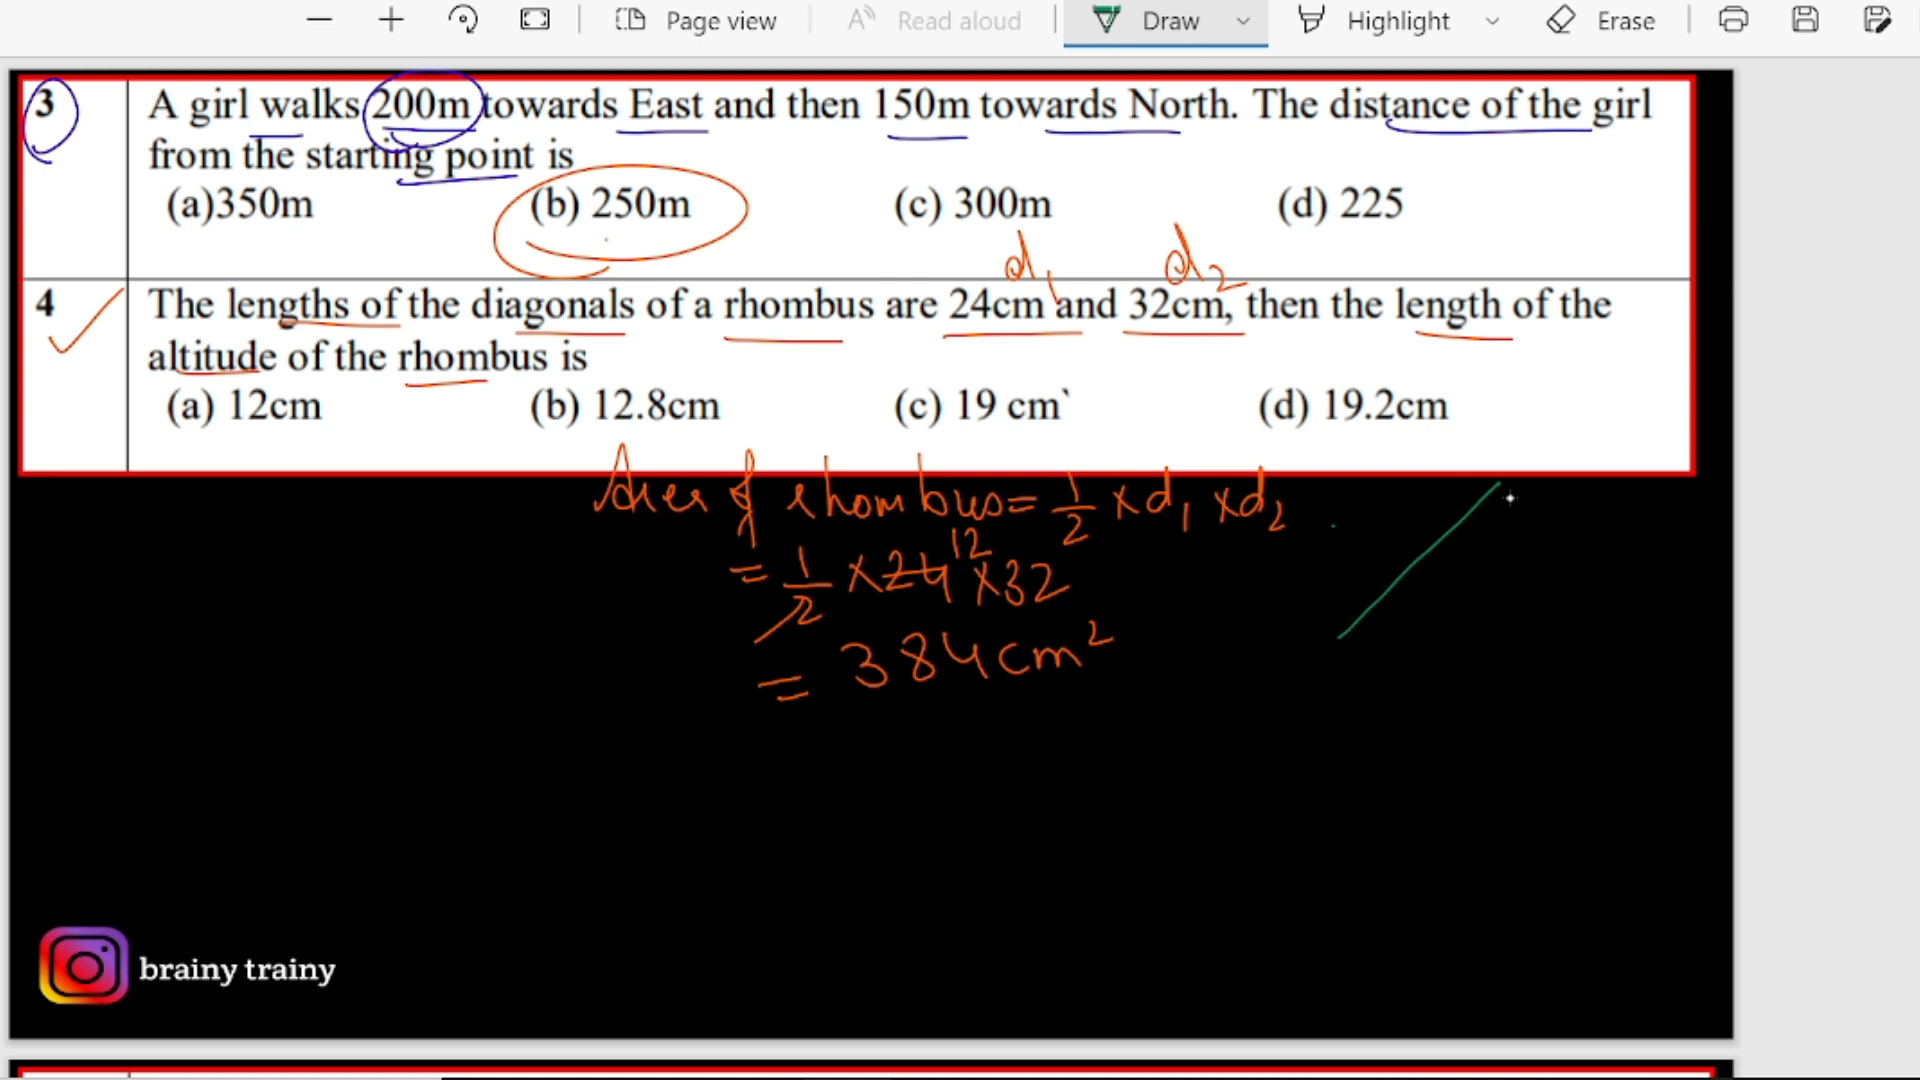 Page view
Read aloud
Draw
Highlight
Erase
3
A girl walks 200m towards East and then 150m towards North. The distance of the girl
from the starting point is
(a)350m (b) 250m (c) 300m (d) 225
d1 d2
4
The lengths of the diagonals of a rhombus are 24cm and 32cm, then the length of the
altitude of the rhombus is
(a) 12cm (b) 12.8cm (c) 19 cm` (d) 19.2cm
Area of rhombus = 1/2 × d1 × d2
12
= 1/2 × 24 × 32
= 384cm²
brainy trainy